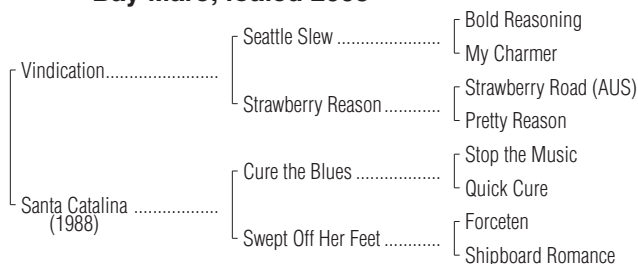 Bay Mare; foaled
Bold Reasoning
Seattle Slew ......................
My Charmer
Vindication........................
Strawberry Road (AUS)
Strawberry Reason ............
Pretty Reason
Stop the Music
Cure the Blues ..................
Quick Cure
Santa Catalina ..................
(1988)
Forceten
Swept Off Her Feet ............
Shipboard Romance